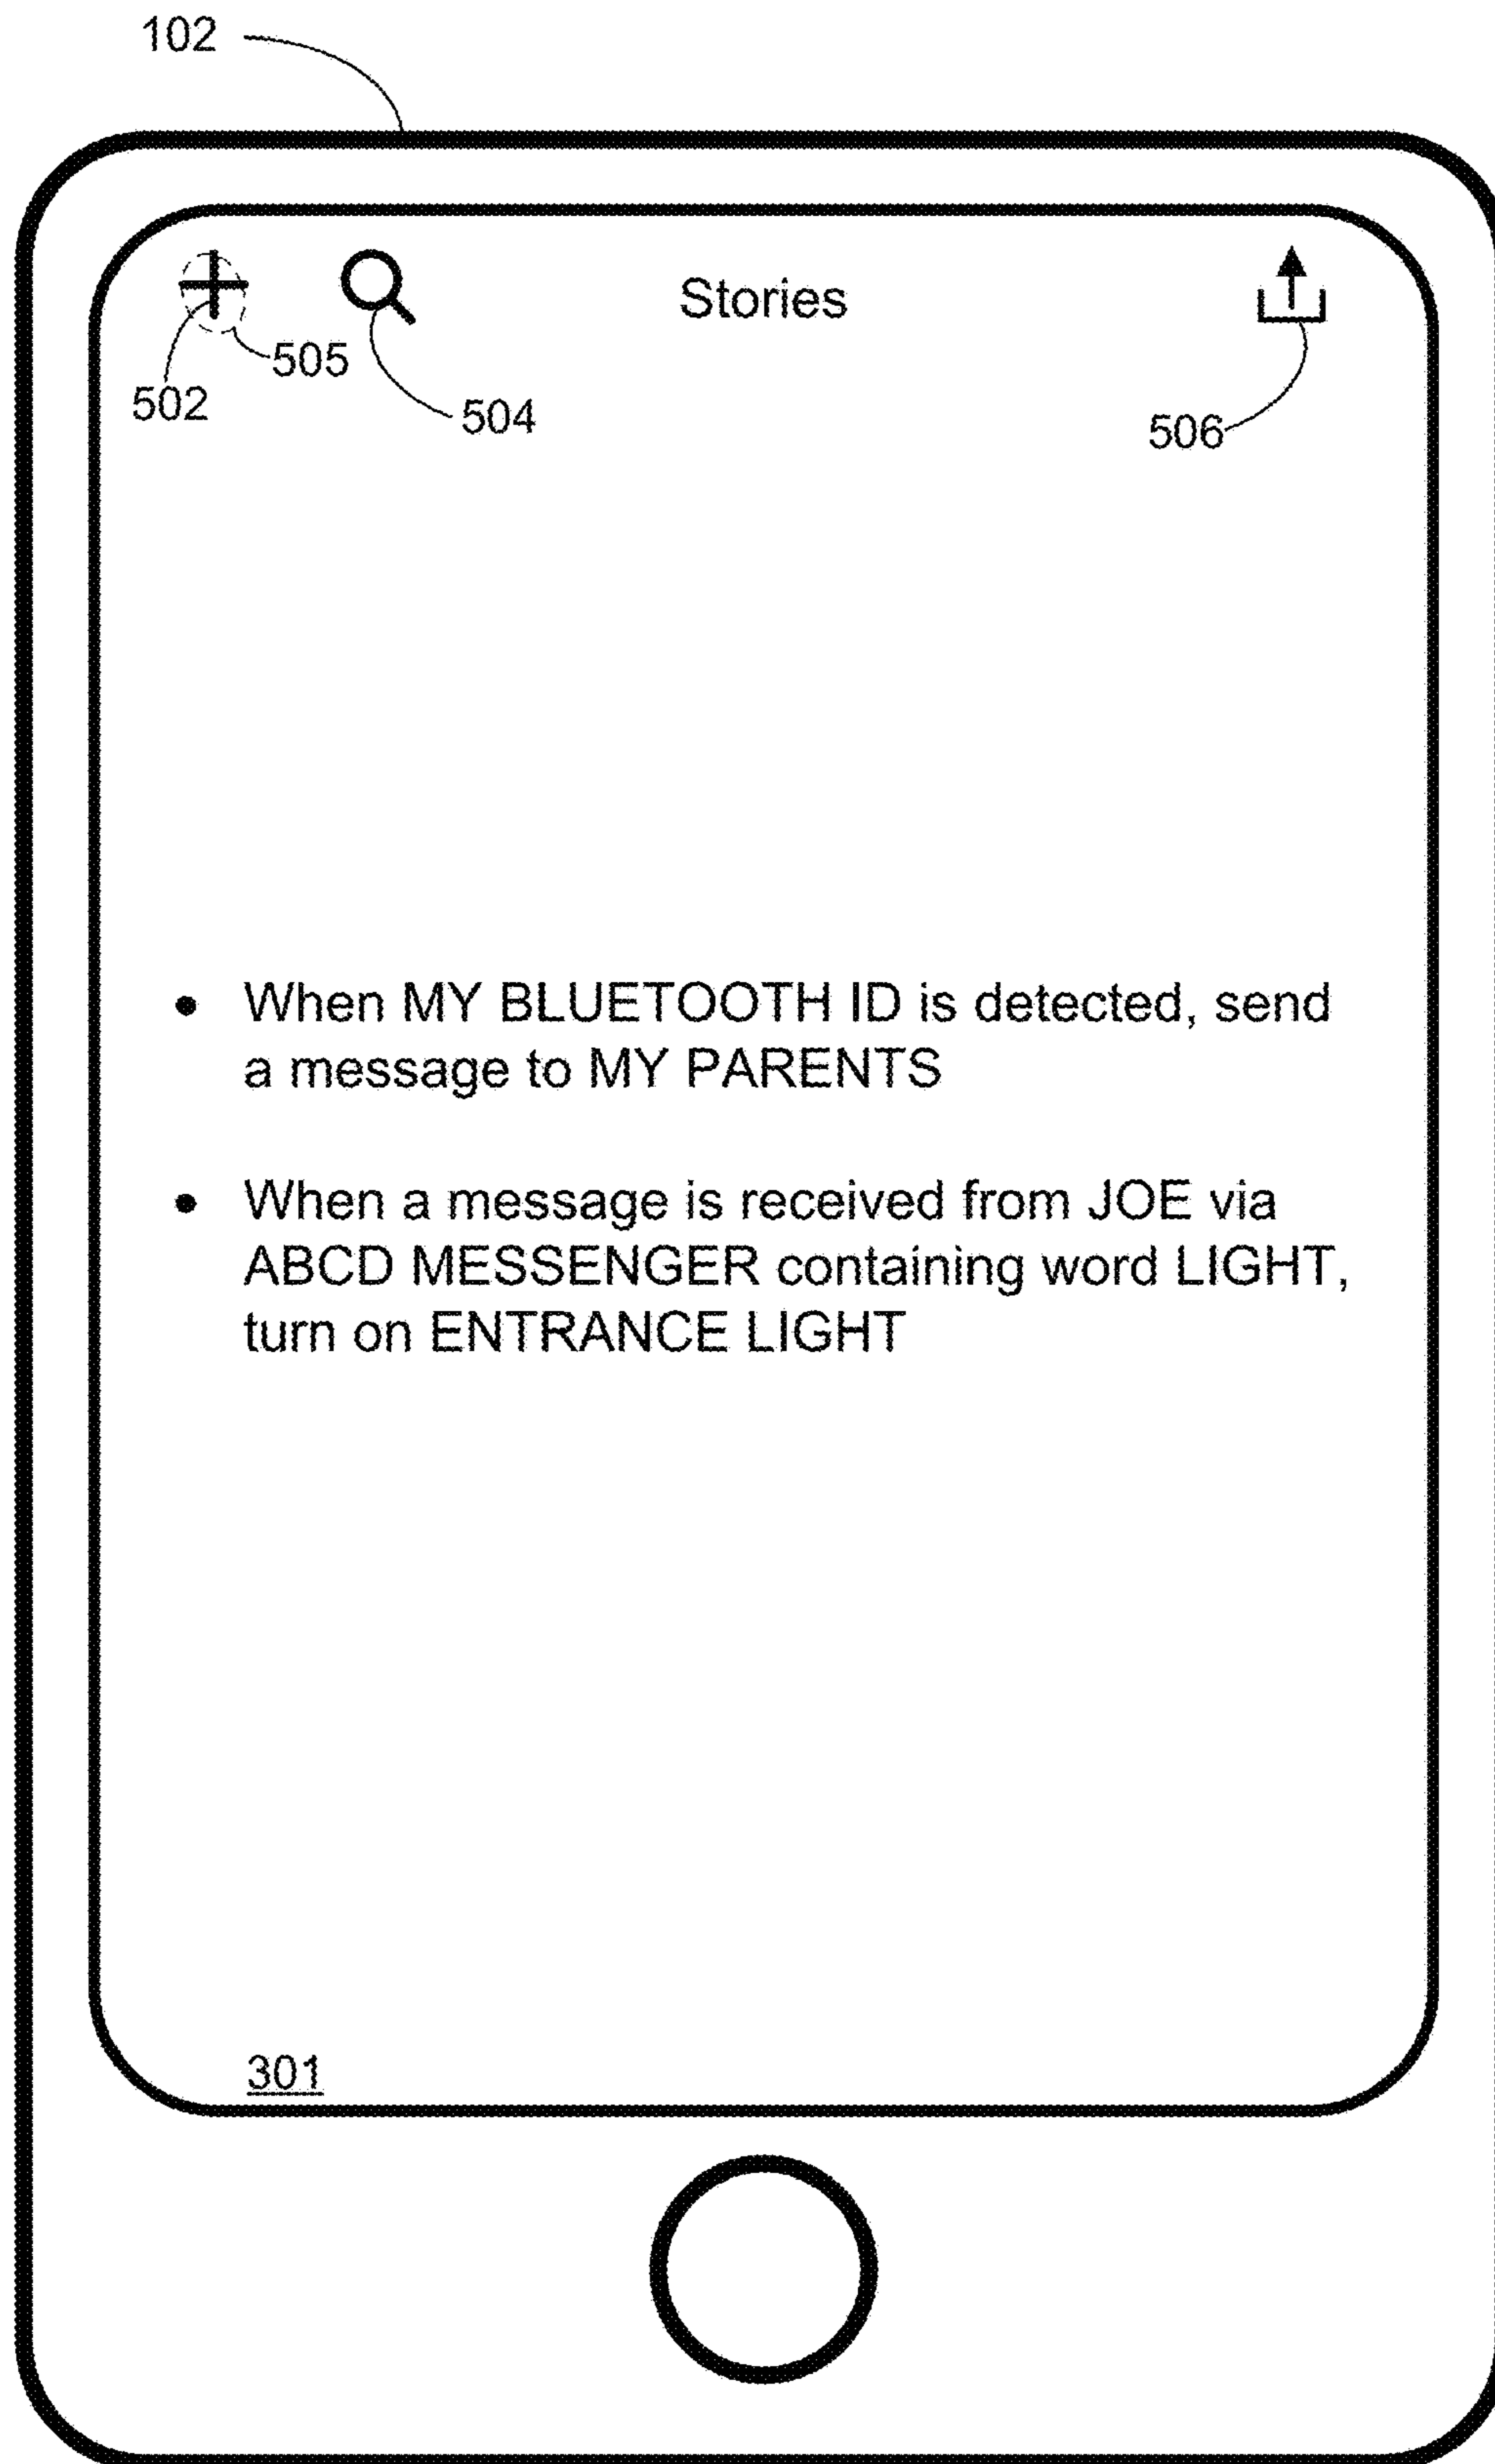 102
Stories
505
502
504
506
• When MY BLUETOOTH ID is detected, send
a message to MY PARENTS
• When a message is received from JOE via
ABCD MESSENGER containing word LIGHT,
turn on ENTRANCE LIGHT
301